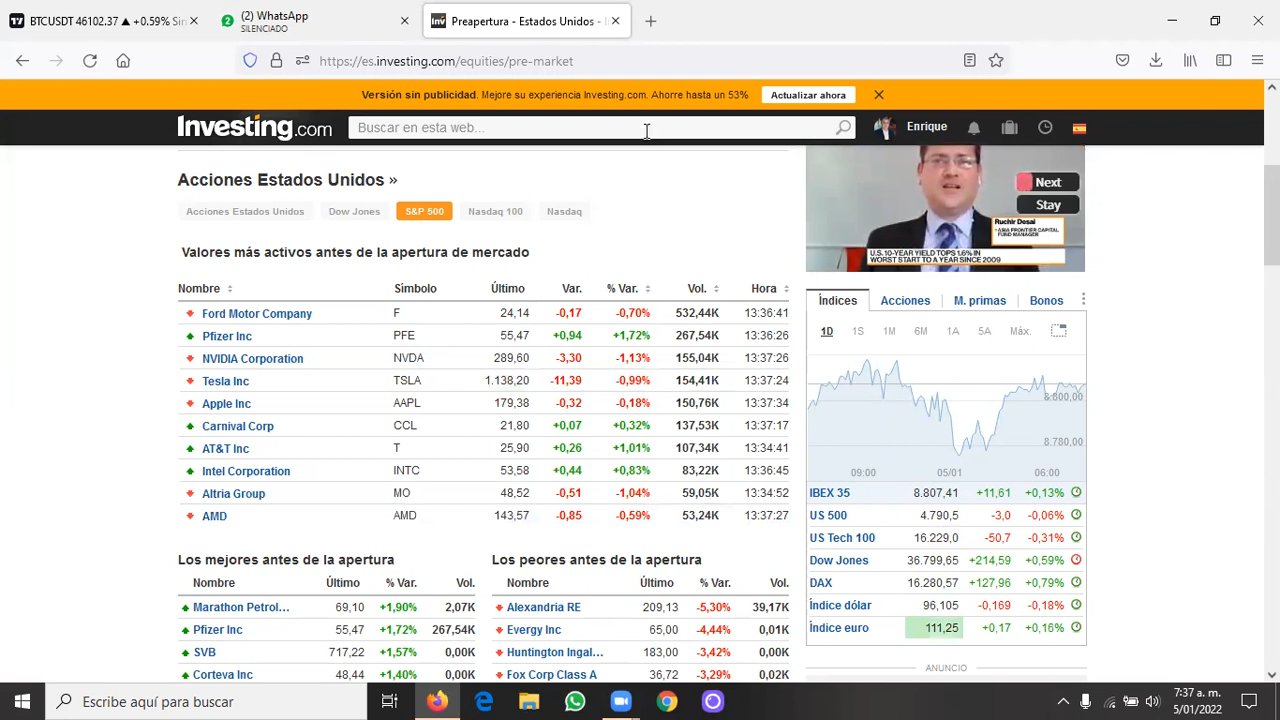 BTCUSDT 46102.37 ▲ +0.59% Sin
(2) WhatsApp
SILENCIADO
Preapertura - Estados Unidos -
https://es.investing.com/equities/pre-market
Versión sin publicidad. Mejore su experiencia Investing.com. Ahorre hasta un 53%
Actualizar ahora
Investing.com
Buscar en esta web...
Enrique
Acciones Estados Unidos »
Acciones Estados Unidos Dow Jones S&P 500 Nasdaq 100 Nasdaq
Valores más activos antes de la apertura de mercado
Nombre Símbolo Último Var. % Var. Vol. Hora
Ford Motor Company F 24,14 -0,17 -0,70% 532,44K 13:36:41
Pfizer Inc PFE 55,47 +0,94 +1,72% 267,54K 13:36:26
NVIDIA Corporation NVDA 289,60 -3,30 -1,13% 155,04K 13:37:26
Tesla Inc TSLA 1.138,20 -11,39 -0,99% 154,41K 13:37:24
Apple Inc AAPL 179,38 -0,32 -0,18% 150,76K 13:37:34
Carnival Corp CCL 21,80 +0,07 +0,32% 137,53K 13:37:17
AT&T Inc T 25,90 +0,26 +1,01% 107,34K 13:34:41
Intel Corporation INTC 53,58 +0,44 +0,83% 83,22K 13:36:45
Altria Group MO 48,52 -0,51 -1,04% 59,05K 13:34:52
AMD AMD 143,57 -0,85 -0,59% 53,24K 13:37:27
Los mejores antes de la apertura
Nombre Último % Var. Vol.
Marathon Petrol... 69,10 +1,90% 2,07K
Pfizer Inc 55,47 +1,72% 267,54K
SVB 717,22 +1,57% 0,00K
Corteva Inc 48,44 +1,40% 0,00K
Los peores antes de la apertura
Nombre Último % Var. Vol.
Alexandria RE 209,13 -5,30% 39,17K
Evergy Inc 65,00 -4,44% 0,01K
Huntington Ingal... 183,00 -3,42% 0,00K
Fox Corp Class A 36,72 -3,29% 0,02K
Next
Stay
Ruchir Desai
ASIA FRONTIER CAPITAL
FUND MANAGER
U.S. 10-YEAR YIELD TOPS 1.6% IN
WORST START TO A YEAR SINCE 2009
Índices Acciones M. primas Bonos
1D 1S 1M 6M 1A 5A Máx.
8.800,00
8.780,00
09:00 05/01 06:00
IBEX 35 8.807,41 +11,61 +0,13%
US 500 4.790,5 -3,0 -0,06%
US Tech 100 16.229,0 -50,7 -0,31%
Dow Jones 36.799,65 +214,59 +0,59%
DAX 16.280,57 +127,96 +0,79%
Índice dólar 96,105 -0,169 -0,18%
Índice euro 111,25 +0,17 +0,16%
ANUNCIO
Escribe aquí para buscar
7:37 a. m.
5/01/2022